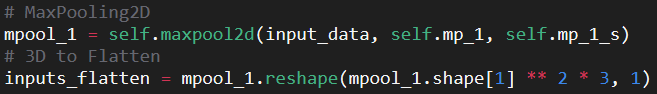 # MaxPooling2D
mpool_1 = self.maxpool2d(input_data, self.mp_1, self.mp_1_s)
# 3D to Flatten
inputs_flatten = mpool_1.reshape(mpool_1.shape[1] ** 2 * 3, 1)